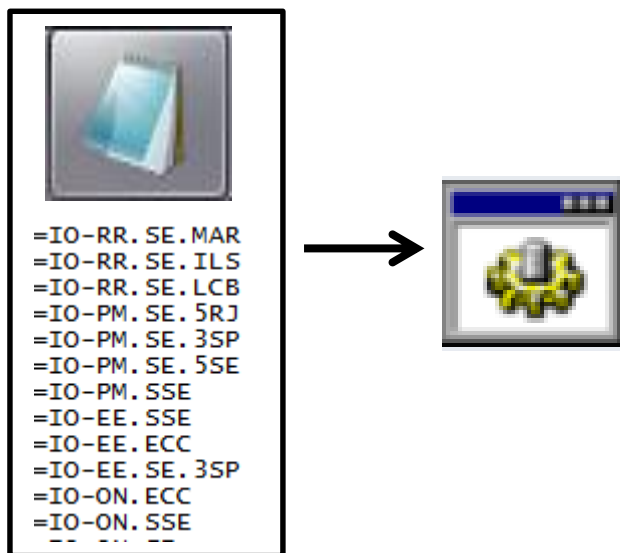 =IO-RR.SE.MAR
=IO-RR.SE.ILS
=IO-RR.SE.LCB
=IO-PM.SE.5RJ
=IO-PM.SE.3SP
=IO-PM.SE.5SE
=IO-PM.SSE
=IO-EE.SSE
=IO-EE.ECC
=IO-EE.SE.3SP
=IO-ON.ECC
=IO-ON.SSE